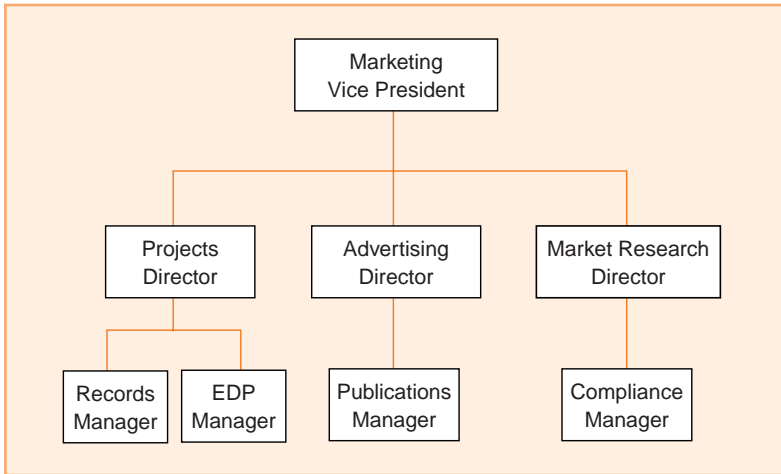 Marketing
Vice President
Projects
Director
Advertising
Director
Market Research
Director
Records
Manager
EDP
Manager
Publications
Manager
Compliance
Manager